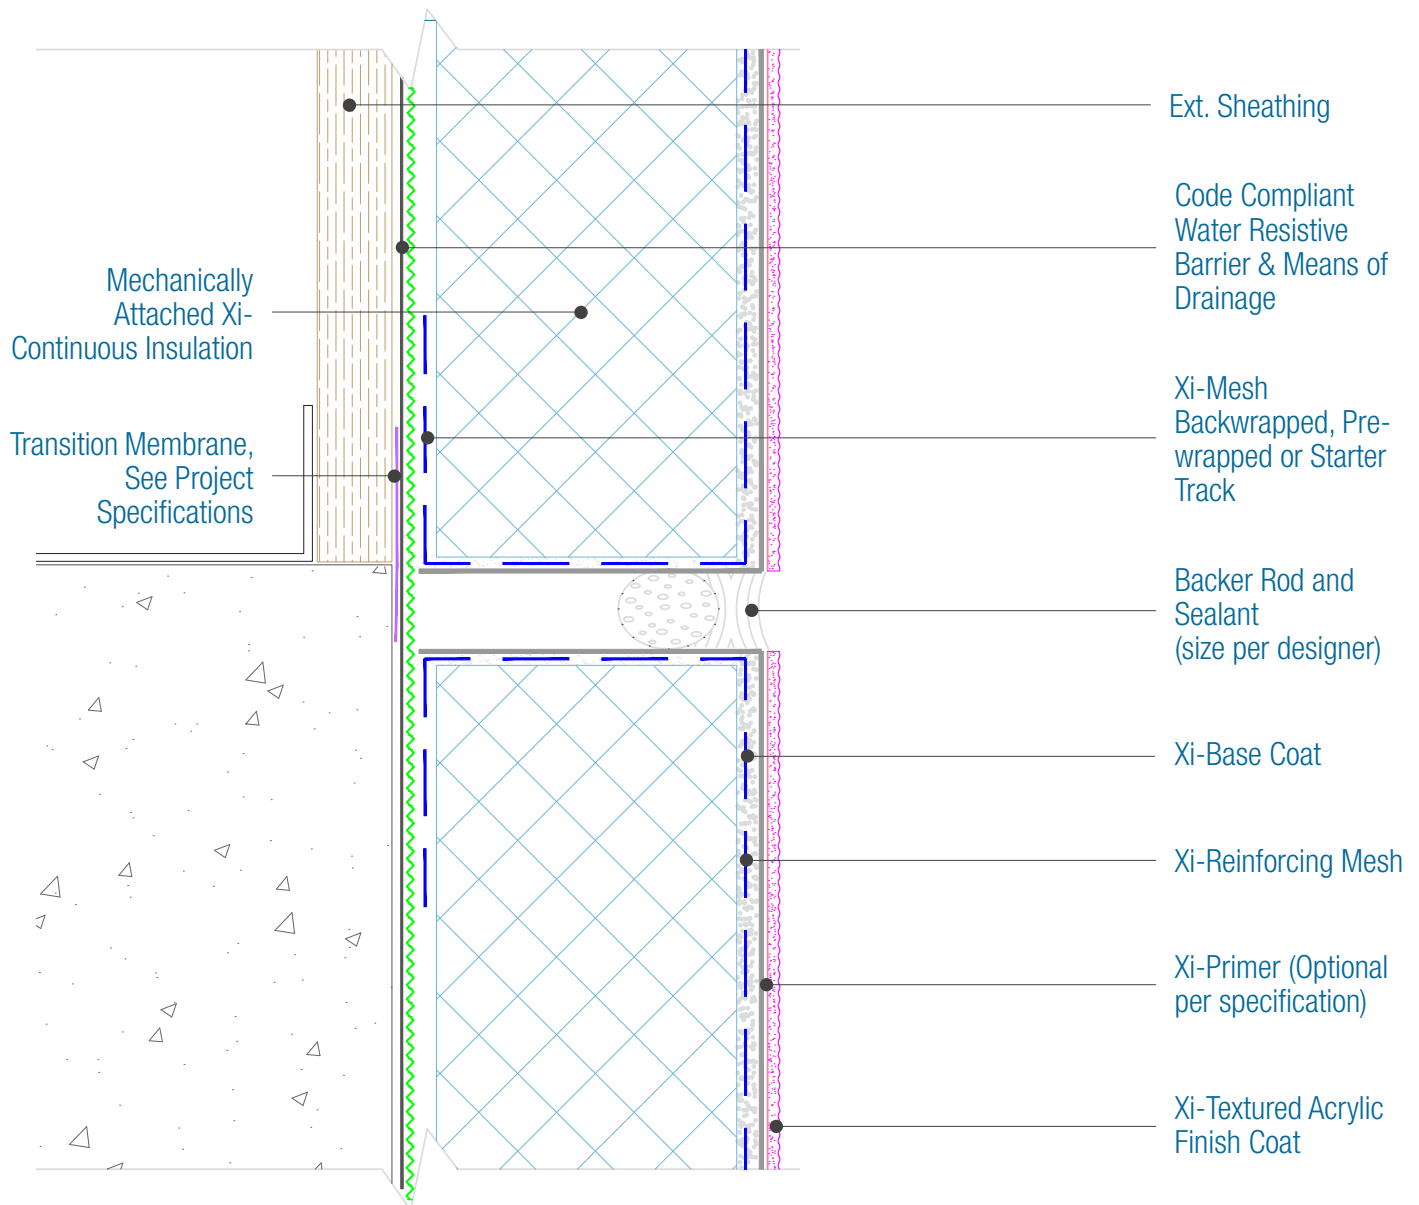 Ext. Sheathing
Code Compliant
Water Resistive
Barrier & Means of
Drainage
Mechanically
Attached Xi-
Continuous Insulation
Xi-Mesh
Backwrapped, Pre-
wrapped or Starter
Track
Transition Membrane,
See Project
Specifications
Backer Rod and
Sealant
(size per designer)
Xi-Base Coat
Xi-Reinforcing Mesh
Xi-Primer (Optional
per specification)
Xi-Textured Acrylic
Finish Coat